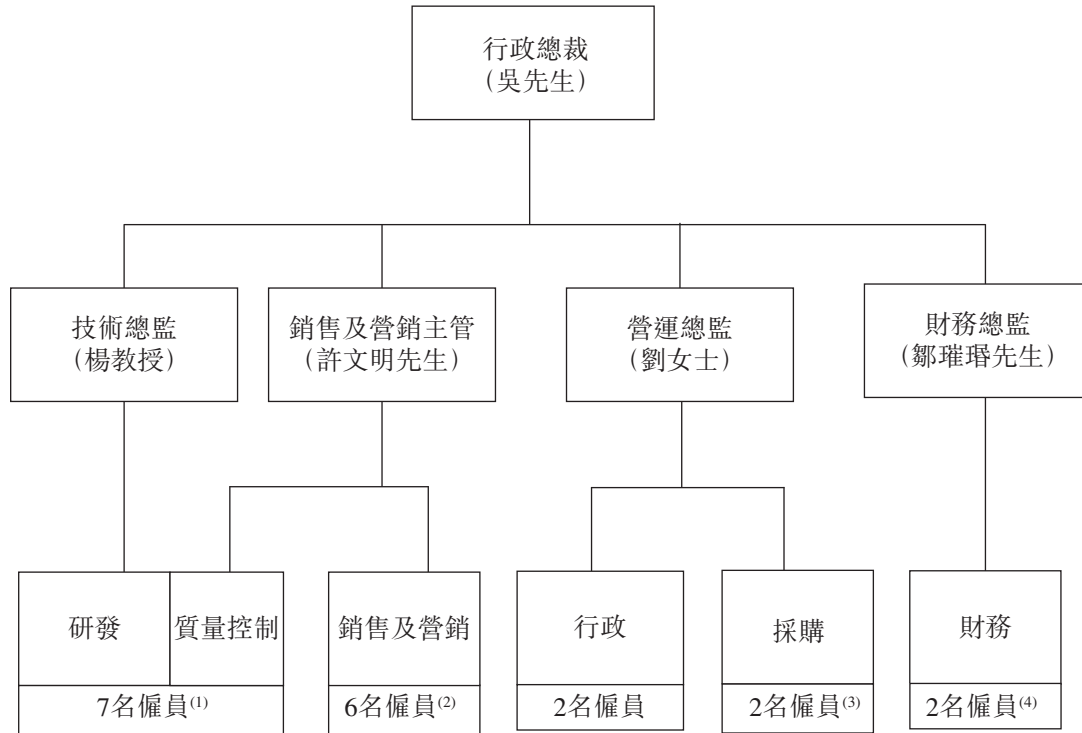 行政總裁
（吳先生）
技術總監
（楊教授）
銷售及營銷主管
（許文明先生）
營運總監
（劉女士）
財務總監
（鄒璀瑉先生）
研發
質量控制
銷售及營銷
行政
採購
財務
7名僱員(1)
6名僱員(2)
2名僱員
2名僱員(3)
2名僱員(4)